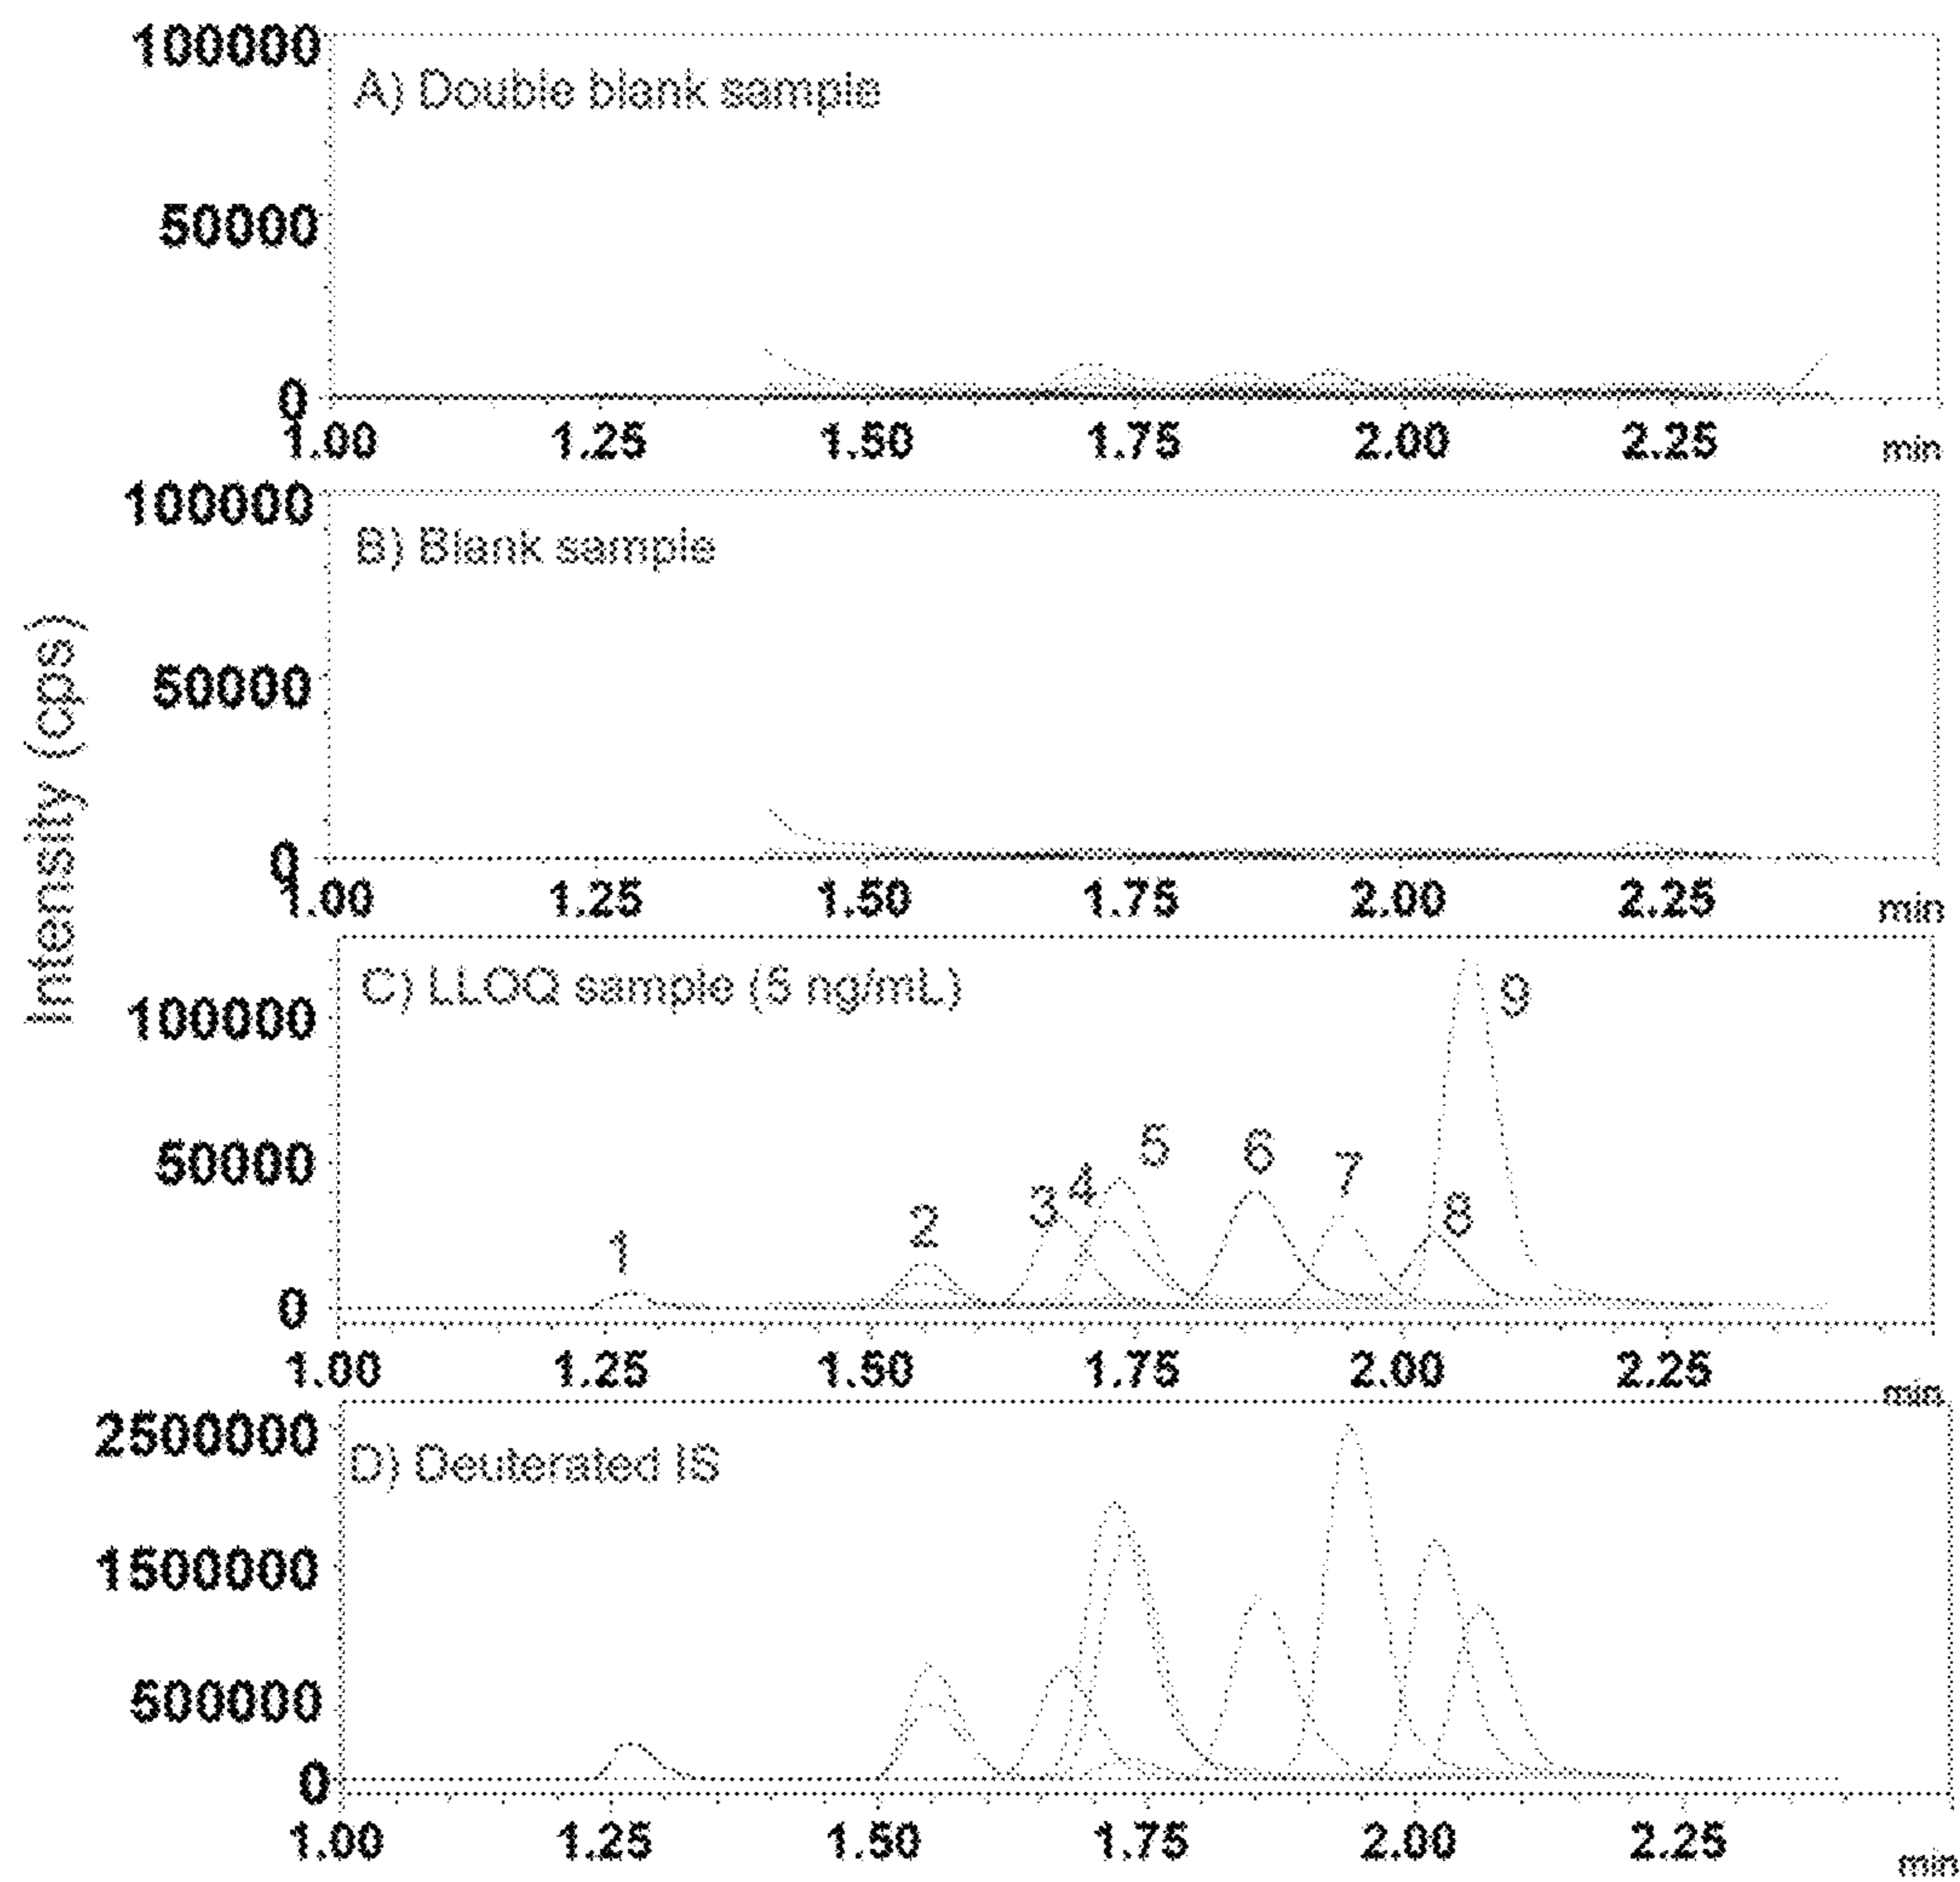 Intensity (cps)
100000
A) Double blank sample
50000
0
1.00 1.25 1.50 1.75 2.00 2.25 min
100000
B) Blank sample
50000
0
1.00 1.25 1.50 1.75 2.00 2.25 min
C) LLOQ sample (5 ng/mL)
9
100000
50000
1 2 3 4 5 6 7 8
0
1.00 1.25 1.50 1.75 2.00 2.25 min
2500000
D) Deuterated IS
1500000
500000
0
1.00 1.25 1.50 1.75 2.00 2.25 min